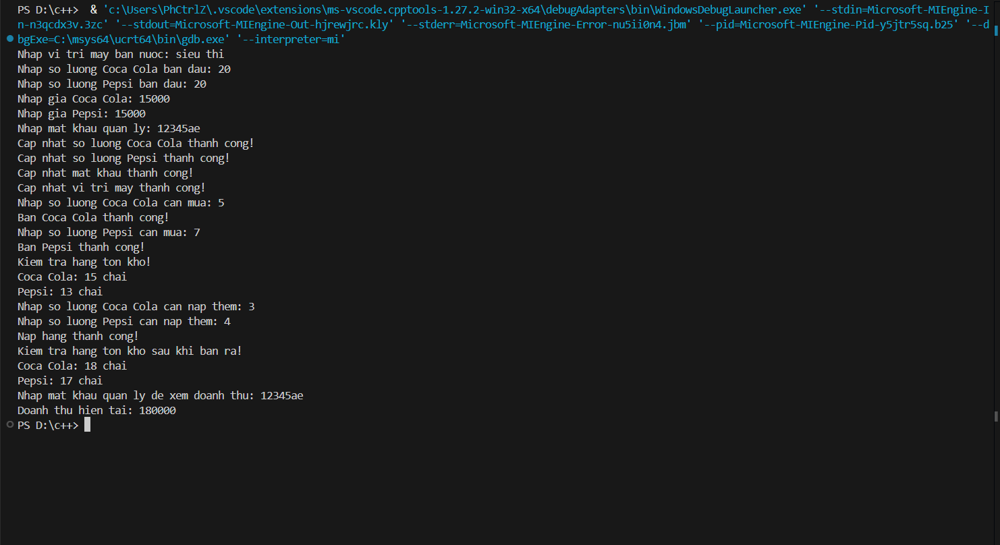 PS D:\c++>  & 'c:\Users\PhCtrlZ\.vscode\extensions\ms-vscode.cpptools-1.27.2-win32-x64\debugAdapters\bin\WindowsDebugLauncher.exe' '--stdin=Microsoft-MIEngine-I
n-n3qcdx3v.3zc' '--stdout=Microsoft-MIEngine-Out-hjrewjrc.kly' '--stderr=Microsoft-MIEngine-Error-nu5ii0n4.jbm' '--pid=Microsoft-MIEngine-Pid-y5jtr5sq.b25' '--d
bgExe=C:\msys64\ucrt64\bin\gdb.exe' '--interpreter=mi'
Nhap vi tri may ban nuoc: sieu thi
Nhap so luong Coca Cola ban dau: 20
Nhap so luong Pepsi ban dau: 20
Nhap gia Coca Cola: 15000
Nhap gia Pepsi: 15000
Nhap mat khau quan ly: 12345ae
Cap nhat so luong Coca Cola thanh cong!
Cap nhat so luong Pepsi thanh cong!
Cap nhat mat khau thanh cong!
Cap nhat vi tri may thanh cong!
Nhap so luong Coca Cola can mua: 5
Ban Coca Cola thanh cong!
Nhap so luong Pepsi can mua: 7
Ban Pepsi thanh cong!
Kiem tra hang ton kho!
Coca Cola: 15 chai
Pepsi: 13 chai
Nhap so luong Coca Cola can nap them: 3
Nhap so luong Pepsi can nap them: 4
Nap hang thanh cong!
Kiem tra hang ton kho sau khi ban ra!
Coca Cola: 18 chai
Pepsi: 17 chai
Nhap mat khau quan ly de xem doanh thu: 12345ae
Doanh thu hien tai: 180000
PS D:\c++>